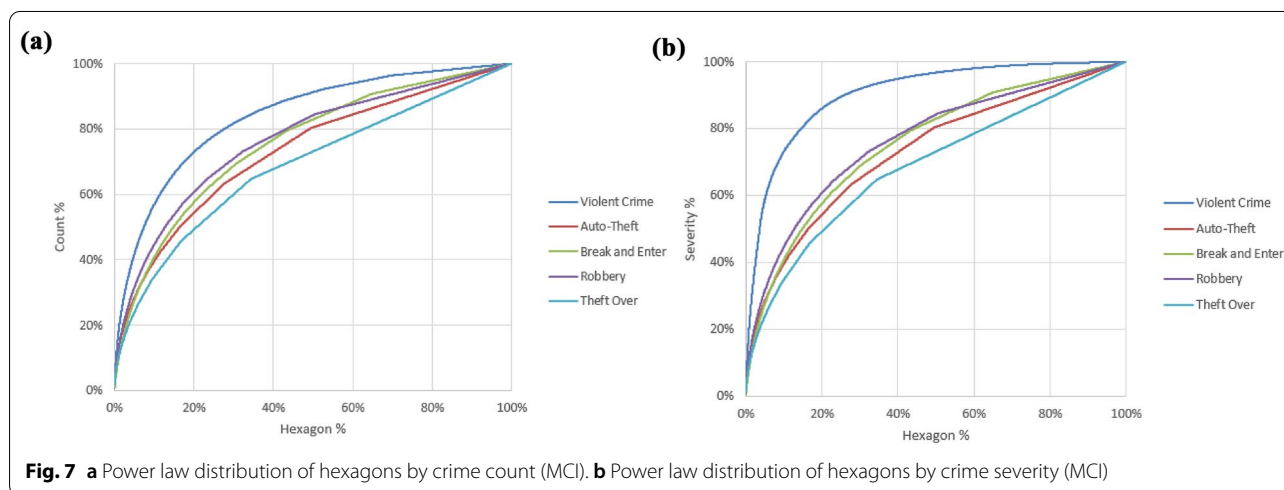 (a)
100%
80%
60%
40%
20%
0%
Count %
0% 20% 40% 60% 80% 100%
Hexagon %
Violent Crime
Auto-Theft
Break and Enter
Robbery
Theft Over
(b)
100%
80%
60%
40%
20%
0%
Severity %
0% 20% 40% 60% 80% 100%
Hexagon %
Violent Crime
Auto-Theft
Break and Enter
Robbery
Theft Over
Fig. 7 a Power law distribution of hexagons by crime count (MCI). b Power law distribution of hexagons by crime severity (MCI)